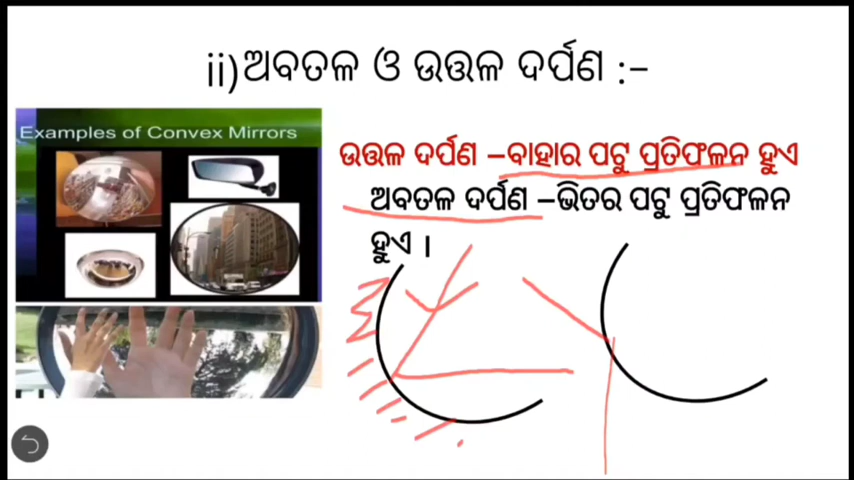 ii)ଅବତଳ ଓ ଉତ୍ତଳ ଦର୍ପଣ :–
Examples of Convex Mirrors
ଉତ୍ତଳ ଦର୍ପଣ –ବାହାର ପଟୁ ପ୍ରତିଫଳନ ହୁଏ
ଅବତଳ ଦର୍ପଣ –ଭିତର ପଟୁ ପ୍ରତିଫଳନ
ହୁଏ ।